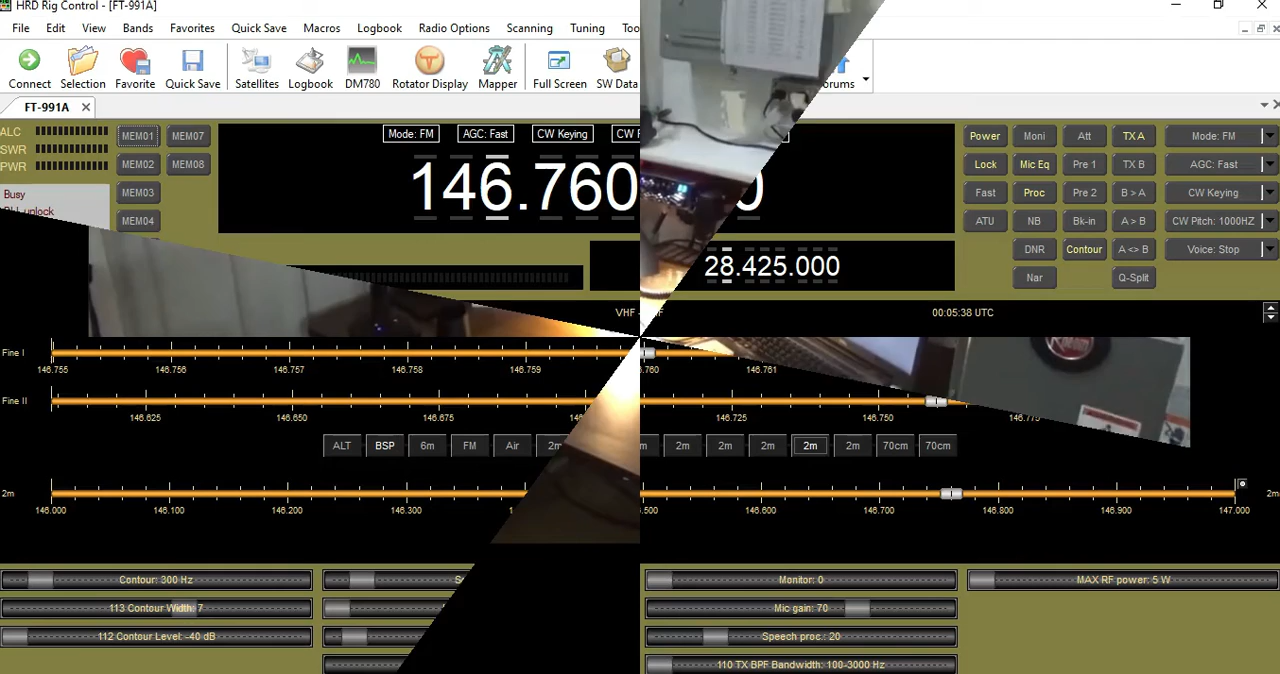 HRD Rig Control - [FT-991A]
File Edit View Bands Favorites Quick Save Macros Logbook Radio Options Scanning Tuning
Connect Selection Favorite Quick Save Satellites Logbook DM780 Rotator Display Mapper Full Screen SW Data
FT-991A
ALC MEM01 MEM07 Mode: FM AGC: Fast CW Keying Power Moni Att TX A Mode: FM
SWR
PWR MEM02 MEM08 Lock Mic Eq Pre 1 TX B AGC: Fast
146.760 0
Busy MEM03 Fast Proc Pre 2 B > A CW Keying
MEM04 ATU NB Bk-in A > B CW Pitch: 1000HZ
DNR Contour A <> B Voice: Stop
28.425.000
Nar Q-Split
VHF 00:05:38 UTC
Fine I
146.755 146.756 146.757 146.758 146.759 146.761
Fine II
146.625 146.650 146.675 146.725 146.750
ALT BSP 6m FM Air 2m 2m 2m 2m 2m 70cm 70cm
2m
146.000 146.100 146.200 146.300 146.600 146.700 146.800 146.900 147.000
Contour: 300 Hz Monitor: 0 MAX RF power: 5 W
113 Contour Width: 7 Mic gain: 70
112 Contour Level: -40 dB Speech proc.: 20
110 TX BPF Bandwidth: 100-3000 Hz